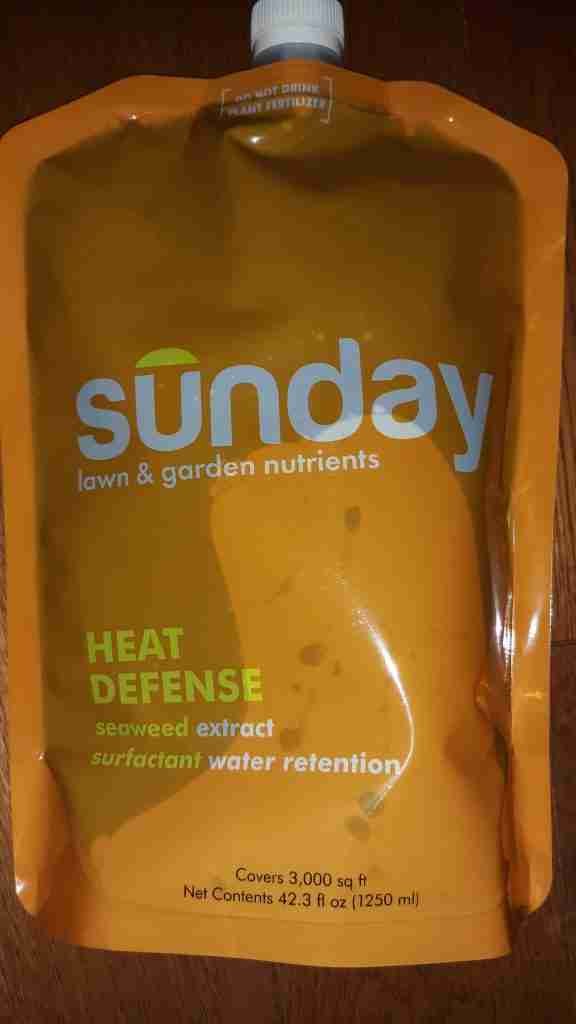 DO NOT DRINK
PLANT FERTILIZER
sunday
lawn & garden nutrients
HEAT
DEFENSE
seaweed extract
surfactant water retention
Covers 3,000 sq ft
Net Contents 42.3 fl oz (1250 ml)